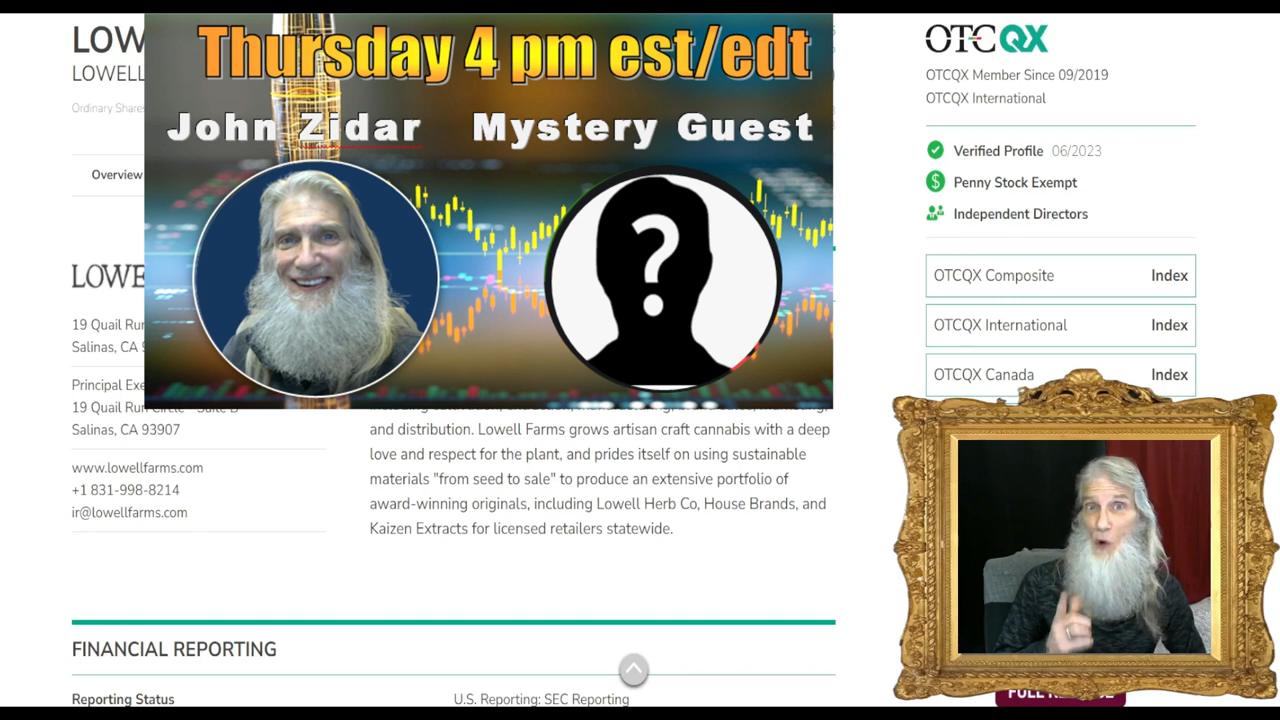 LOW
LOWELL
Ordinary Share
Overview
LOWE
19 Quail Ru
Salinas, CA
Principal Exe
19 Quail Run Circle - Suite B
Salinas, CA 93907
www.lowellfarms.com
+1 831-998-8214
ir@lowellfarms.com
Thursday 4 pm est/edt
John Zidar
Mystery Guest
?
and distribution. Lowell Farms grows artisan craft cannabis with a deep
love and respect for the plant, and prides itself on using sustainable
materials "from seed to sale" to produce an extensive portfolio of
award-winning originals, including Lowell Herb Co, House Brands, and
Kaizen Extracts for licensed retailers statewide.
FINANCIAL REPORTING
Reporting Status
U.S. Reporting: SEC Reporting
OTCQX
OTCQX Member Since 09/2019
OTCQX International
Verified Profile 06/2023
$ Penny Stock Exempt
Independent Directors
OTCQX Composite Index
OTCQX International Index
OTCQX Canada Index